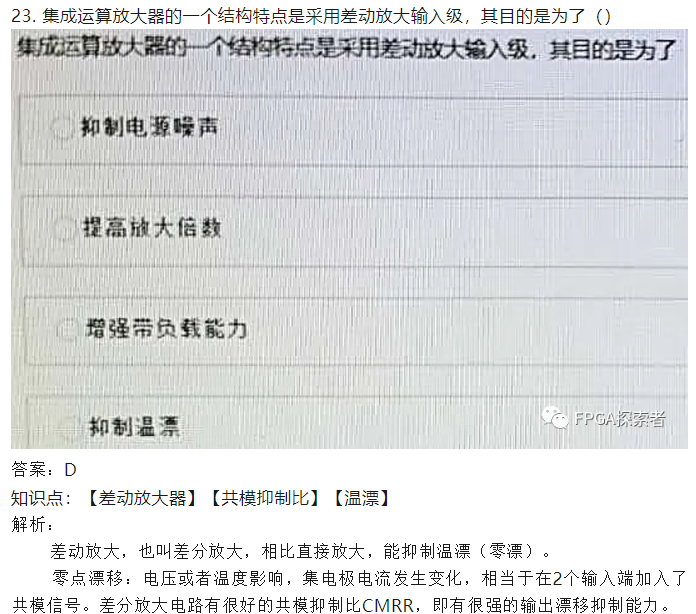 23. 集成运算放大器的一个结构特点是采用差动放大输入级，其目的是为了（）
集成运算放大器的一个结构特点是采用差动放大输入级，其目的是为了
抑制电源噪声
提高放大倍数
增强带负载能力
抑制温漂
FPGA探索者
答案：D
知识点：【差动放大器】【共模抑制比】【温漂】
解析：
差动放大，也叫差分放大，相比直接放大，能抑制温漂（零漂）。
零点漂移：电压或者温度影响，集电极电流发生变化，相当于在2个输入端加入了
共模信号。差分放大电路有很好的共模抑制比CMRR，即有很强的输出漂移抑制能力。